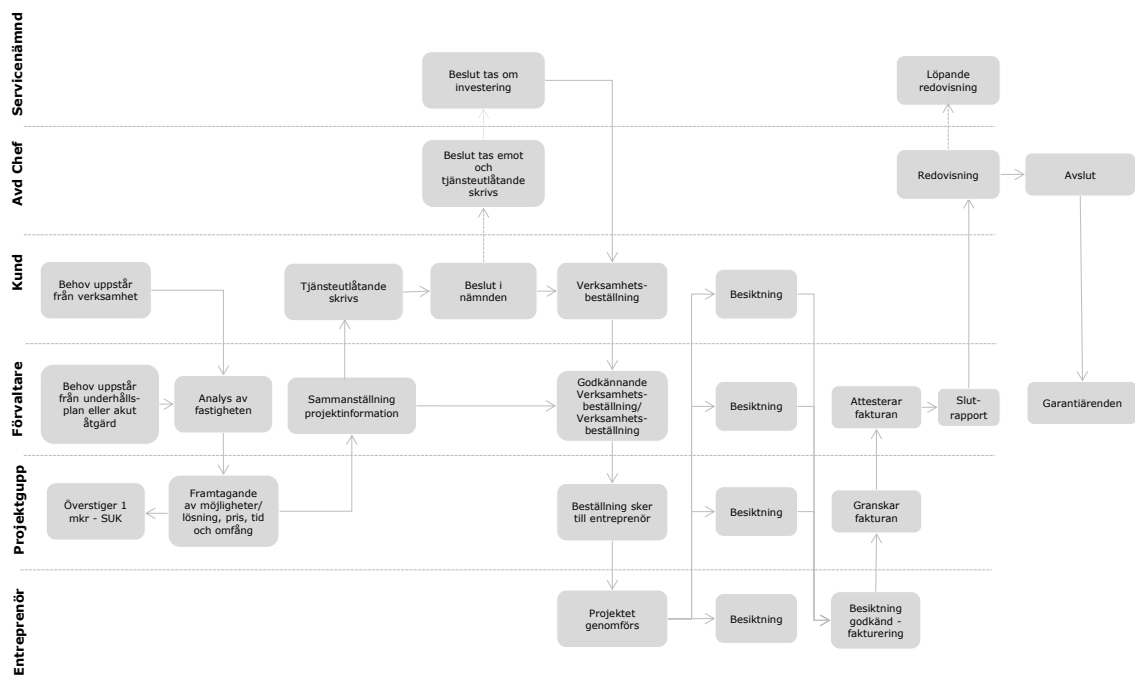 Servicenämnd
Beslut tas om
investering
Löpande
redovisning
Avd Chef
Beslut tas emot
och
tjänsteutlåtande
skrivs
Redovisning
Avslut
Kund
Behov uppstår
från verksamhet
Tjänsteutlåtande
skrivs
Beslut i
nämnden
Verksamhets-
beställning
Besiktning
Förvaltare
Behov uppstår
från underhålls-
plan eller akut
åtgärd
Analys av
fastigheten
Sammanställning
projektinformation
Godkännande
Verksamhets-
beställning/
Verksamhets-
beställning
Besiktning
Attesterar
fakturan
Slut-
rapport
Garantiärenden
Projektgupp
Överstiger 1
mkr - SUK
Framtagande
av möjligheter/
lösning, pris, tid
och omfång
Beställning sker
till entreprenör
Besiktning
Granskar
fakturan
Entreprenör
Projektet
genomförs
Besiktning
Besiktning
godkänd -
fakturering